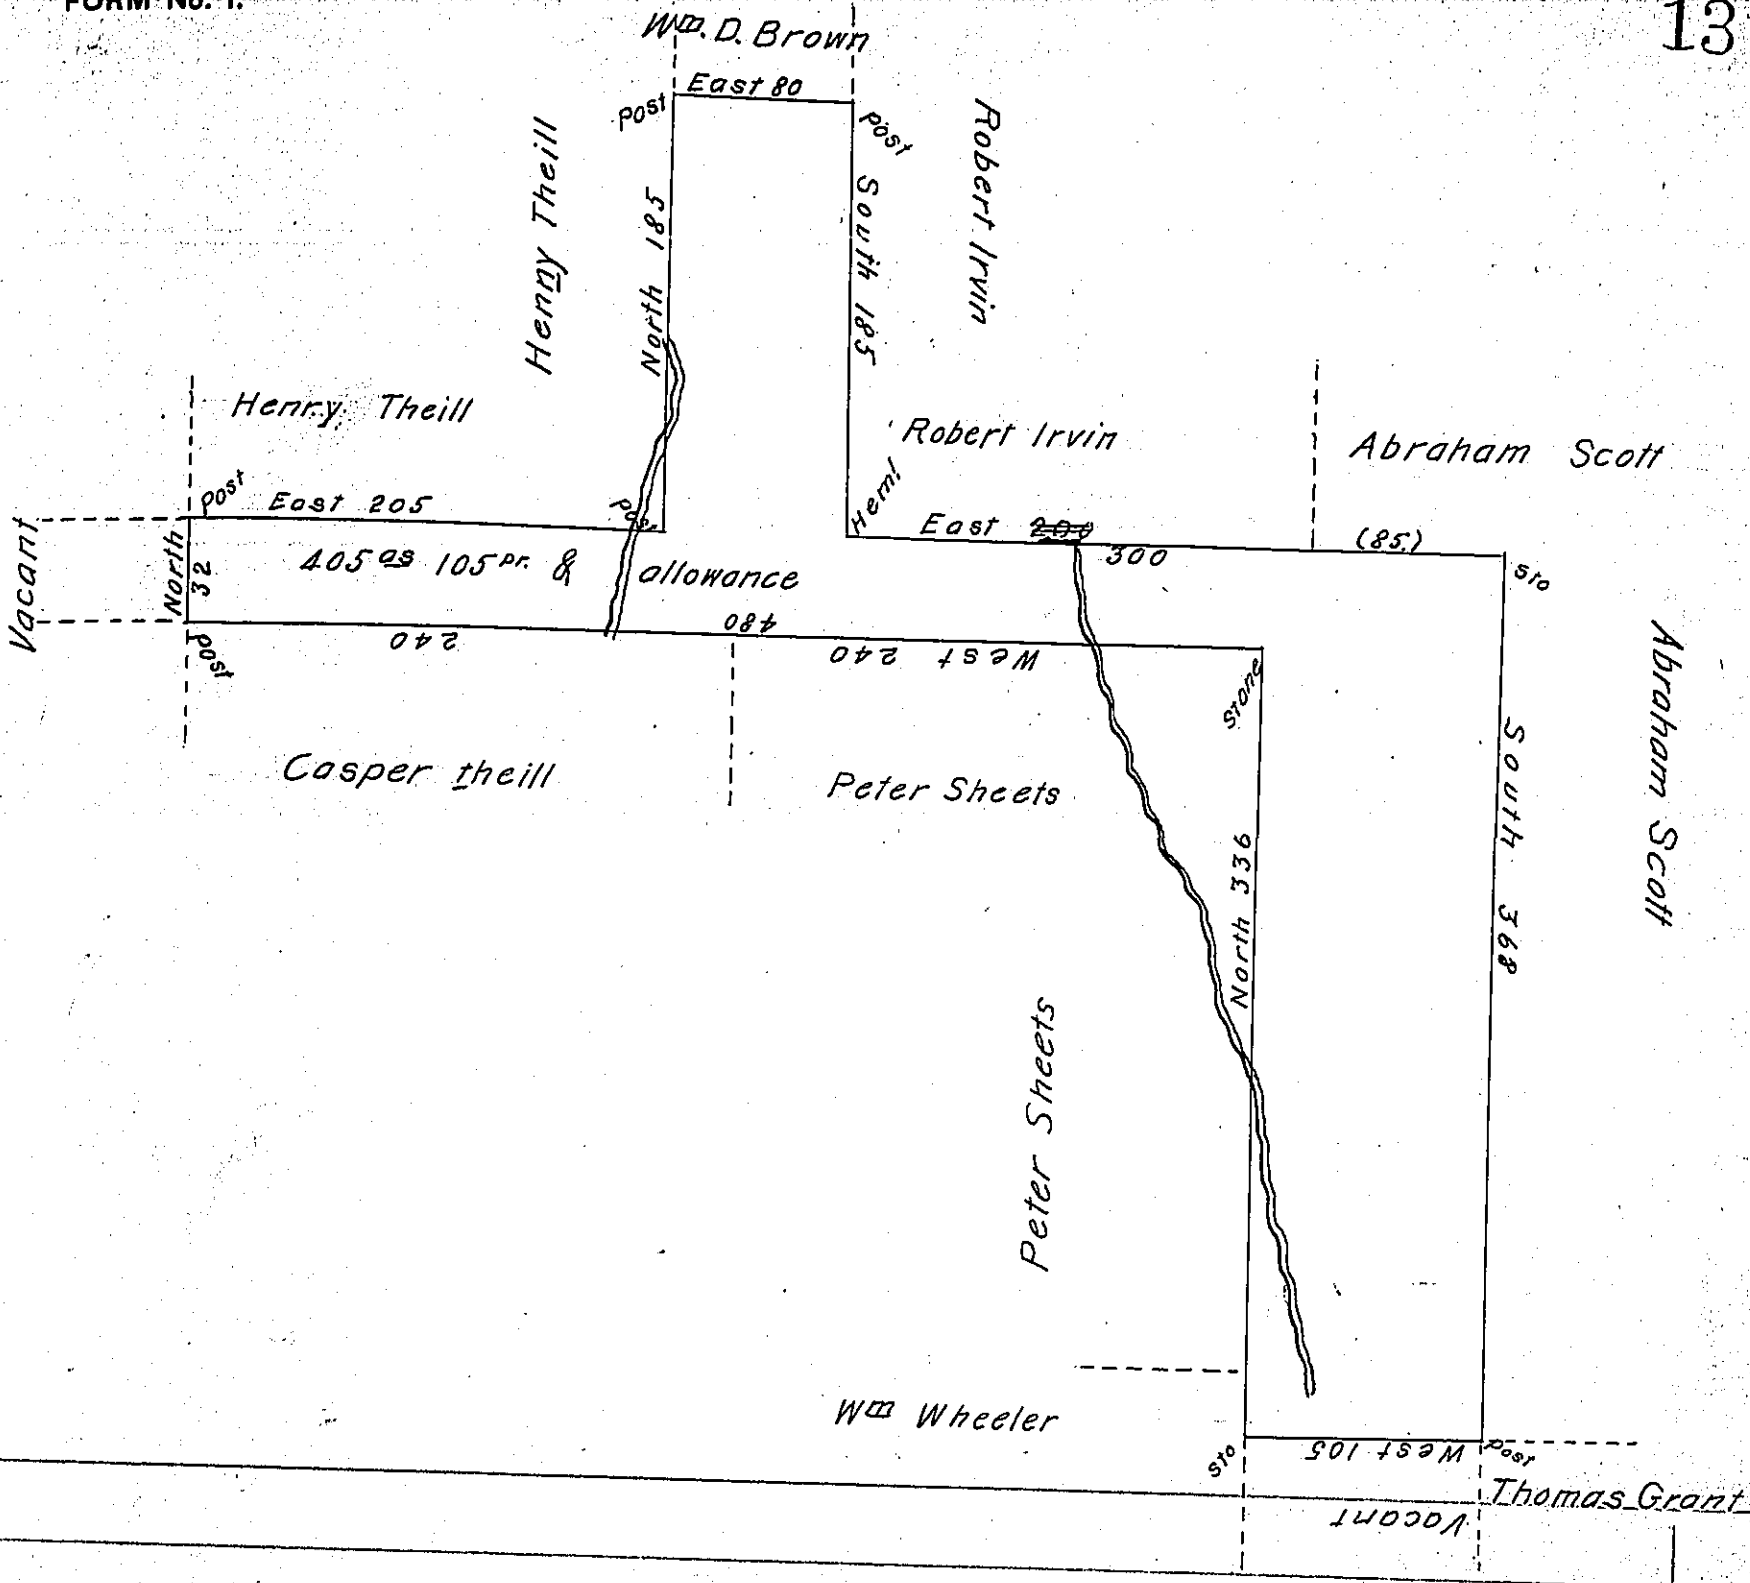 FORM No. 1.
13
Wm. D. Brown
East 80
post
post
Henny Theill
North 185
South 185
Robert Irvin
Henry Theill
Robert Irvin
Abraham Scott
post
East 205
post
Heml
East 200
300
(85)
sto
Vacant
North
32
405 as 105 pr. & allowance
480
post
240
West 240
Stone
Casper theill
Peter Sheets
Abraham Scott
South 368
North 336
Peter Sheets
Wm Wheeler
sto
West 105
post
Thomas Grant
Vacant